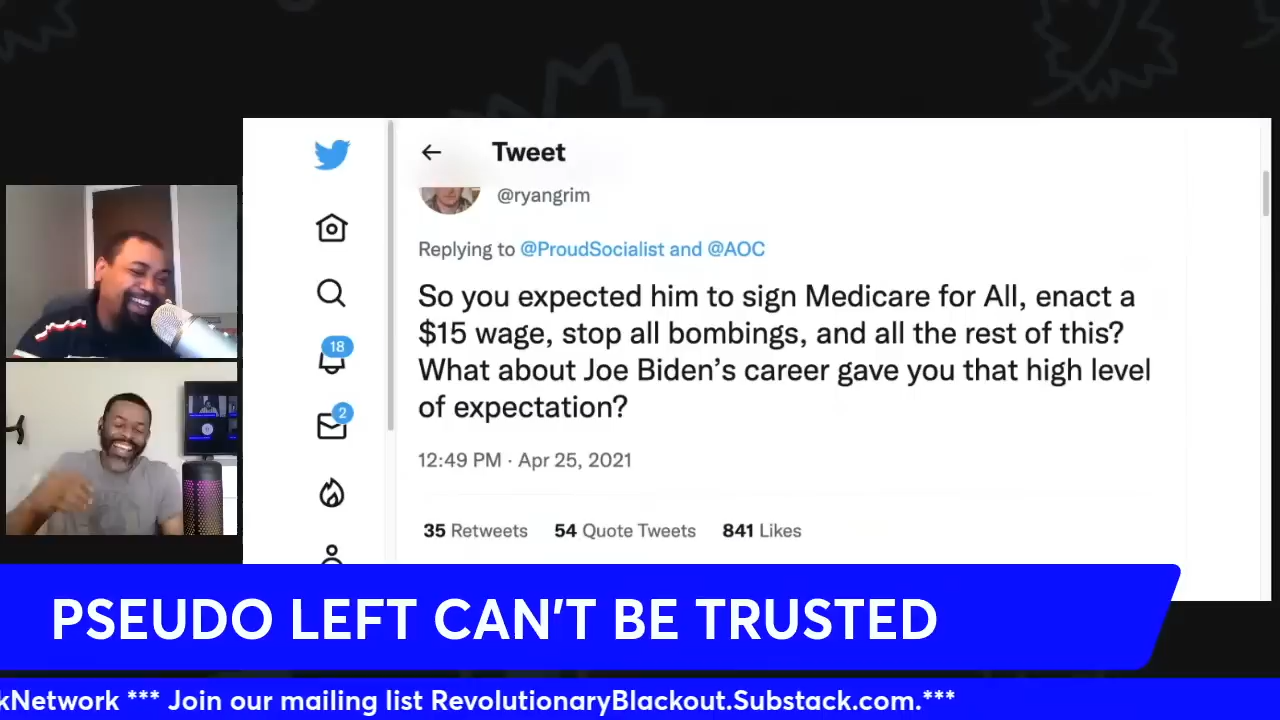 Tweet
@ryangrim
Replying to @ProudSocialist and @AOC
So you expected him to sign Medicare for All, enact a
$15 wage, stop all bombings, and all the rest of this?
What about Joe Biden’s career gave you that high level
of expectation?
12:49 PM · Apr 25, 2021
35 Retweets 54 Quote Tweets 841 Likes
18
2
PSEUDO LEFT CAN'T BE TRUSTED
kNetwork *** Join our mailing list RevolutionaryBlackout.Substack.com.***